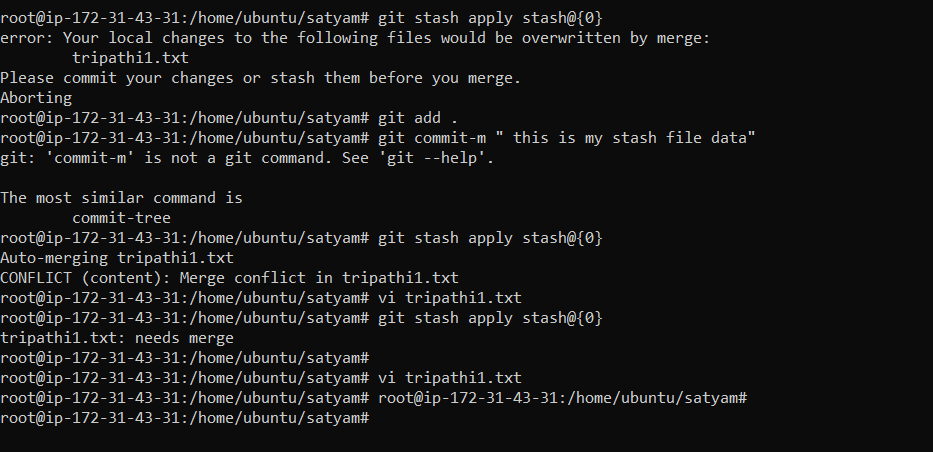 root@ip-172-31-43-31:/home/ubuntu/satyam# git stash apply stash@{0}
error: Your local changes to the following files would be overwritten by merge:
        tripathi1.txt
Please commit your changes or stash them before you merge.
Aborting
root@ip-172-31-43-31:/home/ubuntu/satyam# git add .
root@ip-172-31-43-31:/home/ubuntu/satyam# git commit-m " this is my stash file data"
git: 'commit-m' is not a git command. See 'git --help'.

The most similar command is
        commit-tree
root@ip-172-31-43-31:/home/ubuntu/satyam# git stash apply stash@{0}
Auto-merging tripathi1.txt
CONFLICT (content): Merge conflict in tripathi1.txt
root@ip-172-31-43-31:/home/ubuntu/satyam# vi tripathi1.txt
root@ip-172-31-43-31:/home/ubuntu/satyam# git stash apply stash@{0}
tripathi1.txt: needs merge
root@ip-172-31-43-31:/home/ubuntu/satyam#
root@ip-172-31-43-31:/home/ubuntu/satyam# vi tripathi1.txt
root@ip-172-31-43-31:/home/ubuntu/satyam# root@ip-172-31-43-31:/home/ubuntu/satyam#
root@ip-172-31-43-31:/home/ubuntu/satyam#